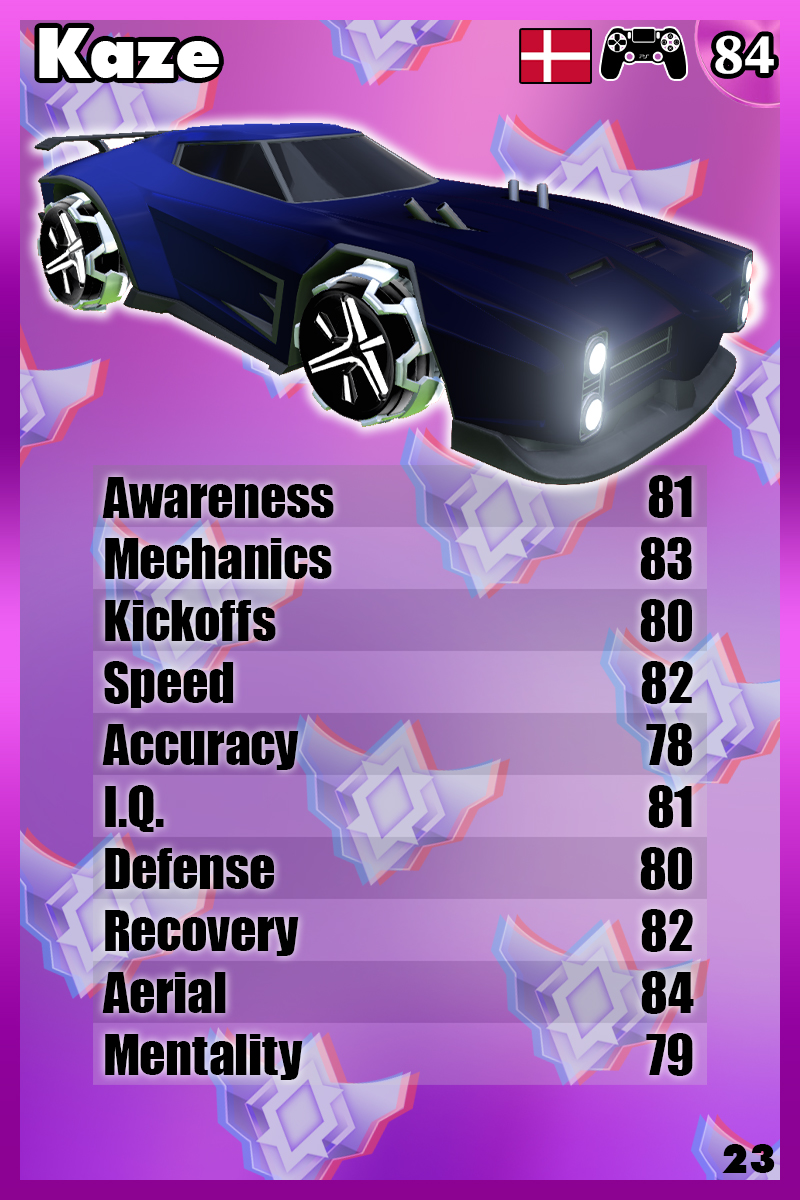 Kaze 84
Awareness 81
Mechanics 83
Kickoffs 80
Speed 82
Accuracy 78
I.Q. 81
Defense 80
Recovery 82
Aerial 84
Mentality 79
23